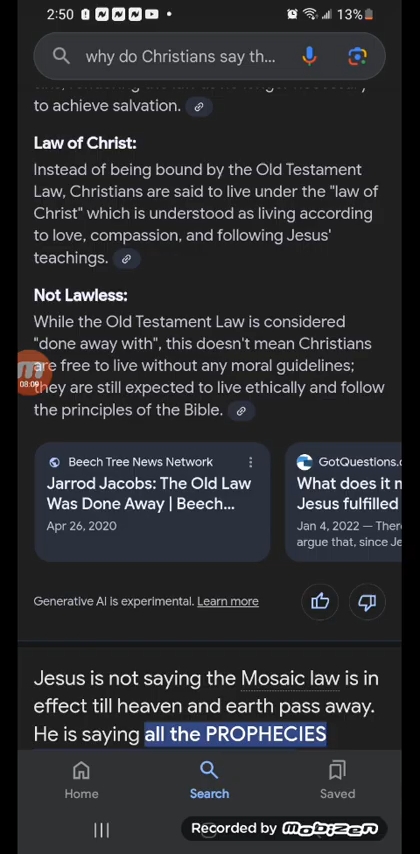 2:50
13%
why do Christians say th...
to achieve salvation.
Law of Christ:
Instead of being bound by the Old Testament
Law, Christians are said to live under the "law of
Christ" which is understood as living according
to love, compassion, and following Jesus'
teachings.
Not Lawless:
While the Old Testament Law is considered
"done away with", this doesn't mean Christians
are free to live without any moral guidelines;
08:09
they are still expected to live ethically and follow
the principles of the Bible.
Beech Tree News Network
Jarrod Jacobs: The Old Law
Was Done Away | Beech...
Apr 26, 2020
GotQuestions.o
What does it m
Jesus fulfilled
Jan 4, 2022 — Ther
argue that, since Je
Generative AI is experimental. Learn more
Jesus is not saying the Mosaic law is in
effect till heaven and earth pass away.
He is saying all the PROPHECIES
Home
Search
Saved
Recorded by mobizen